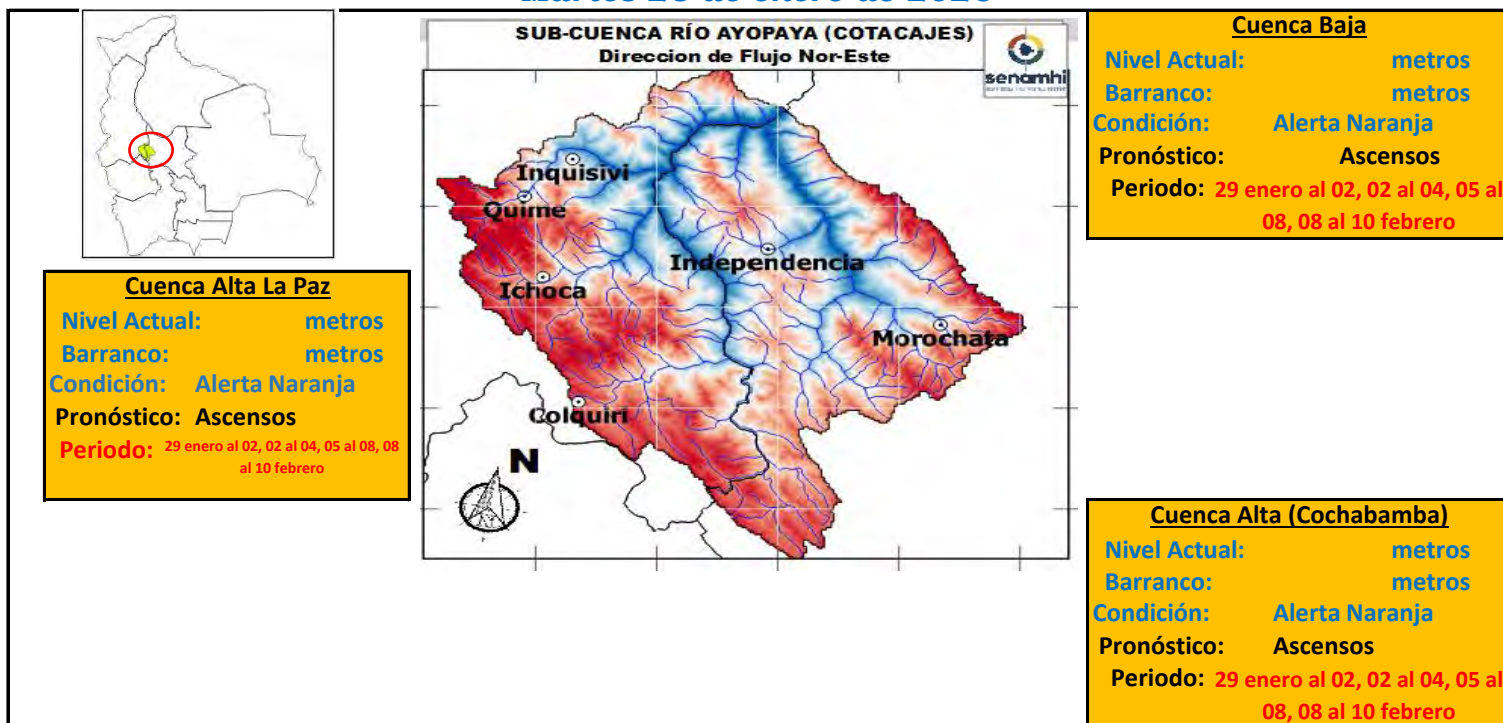 SUB-CUENCA RÍO AYOPAYA (COTACAJES)
Direccion de Flujo Nor-Este
senamhi
Inquisivi
Quime
Independencia
Ichoca
Morochata
Colquiri
N
Cuenca Baja
Nivel Actual: metros
Barranco: metros
Condición: Alerta Naranja
Pronóstico: Ascensos
Periodo: 29 enero al 02, 02 al 04, 05 al
08, 08 al 10 febrero
Cuenca Alta La Paz
Nivel Actual: metros
Barranco: metros
Condición: Alerta Naranja
Pronóstico: Ascensos
Periodo: 29 enero al 02, 02 al 04, 05 al 08, 08
al 10 febrero
Cuenca Alta (Cochabamba)
Nivel Actual: metros
Barranco: metros
Condición: Alerta Naranja
Pronóstico: Ascensos
Periodo: 29 enero al 02, 02 al 04, 05 al
08, 08 al 10 febrero